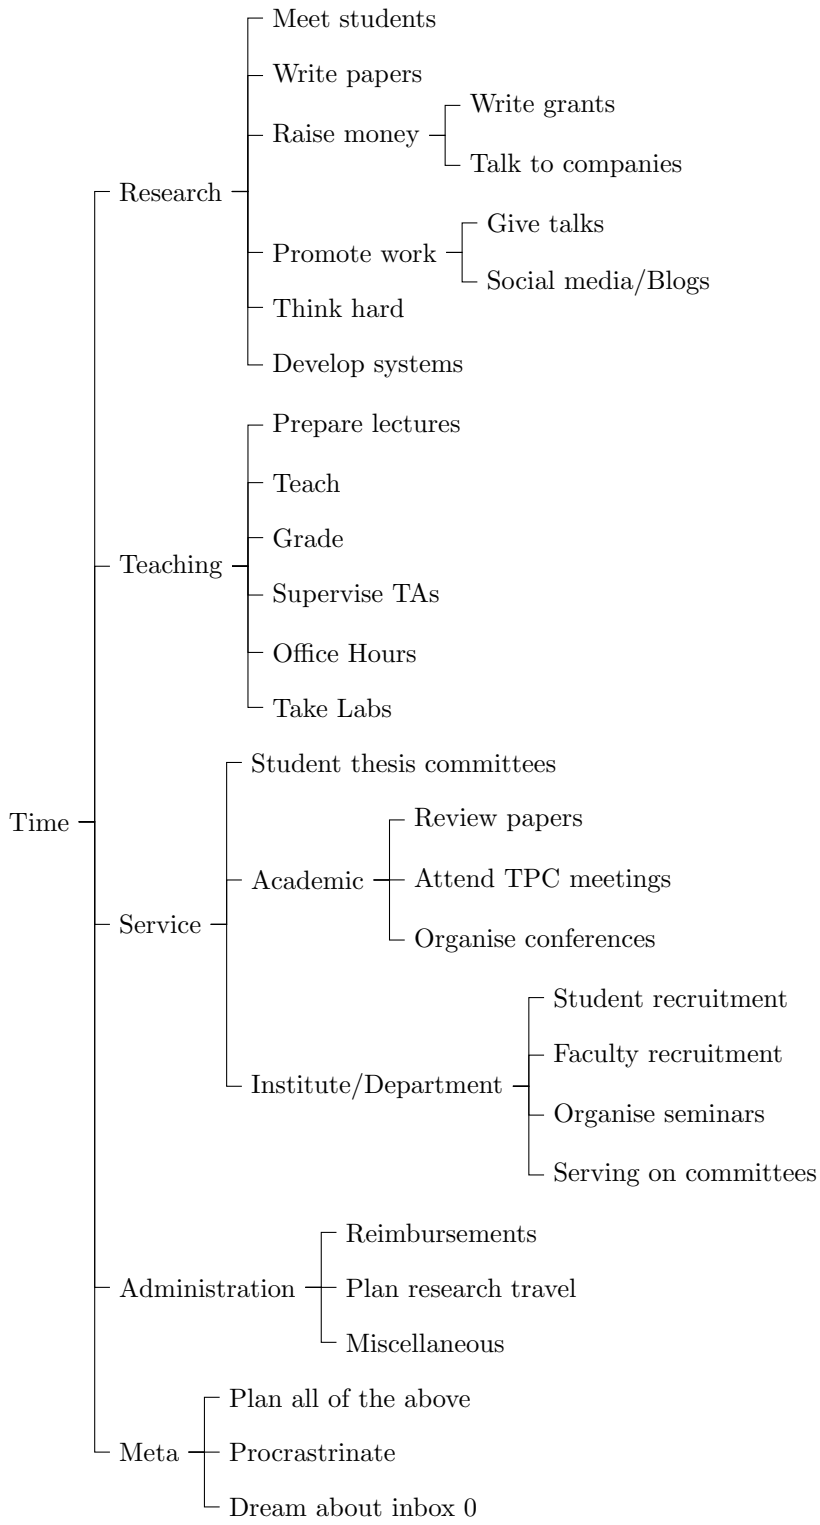 Time
Research
Meet students
Write papers
Raise money
Write grants
Talk to companies
Promote work
Give talks
Social media/Blogs
Think hard
Develop systems
Teaching
Prepare lectures
Teach
Grade
Supervise TAs
Office Hours
Take Labs
Service
Student thesis committees
Academic
Review papers
Attend TPC meetings
Organise conferences
Institute/Department
Student recruitment
Faculty recruitment
Organise seminars
Serving on committees
Administration
Reimbursements
Plan research travel
Miscellaneous
Meta
Plan all of the above
Procrastrinate
Dream about inbox 0